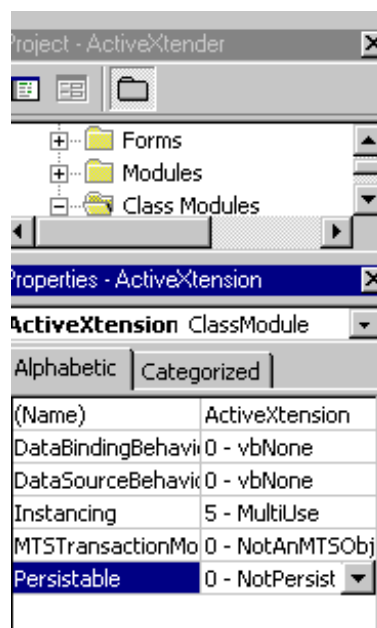 Project - ActiveXtender
Forms
Modules
Class Modules
Properties - ActiveXtension
ActiveXtension ClassModule
Alphabetic Categorized
(Name) ActiveXtension
DataBindingBehavi 0 - vbNone
DataSourceBehavi 0 - vbNone
Instancing 5 - MultiUse
MTSTransactionMo 0 - NotAnMTSObj
Persistable 0 - NotPersist